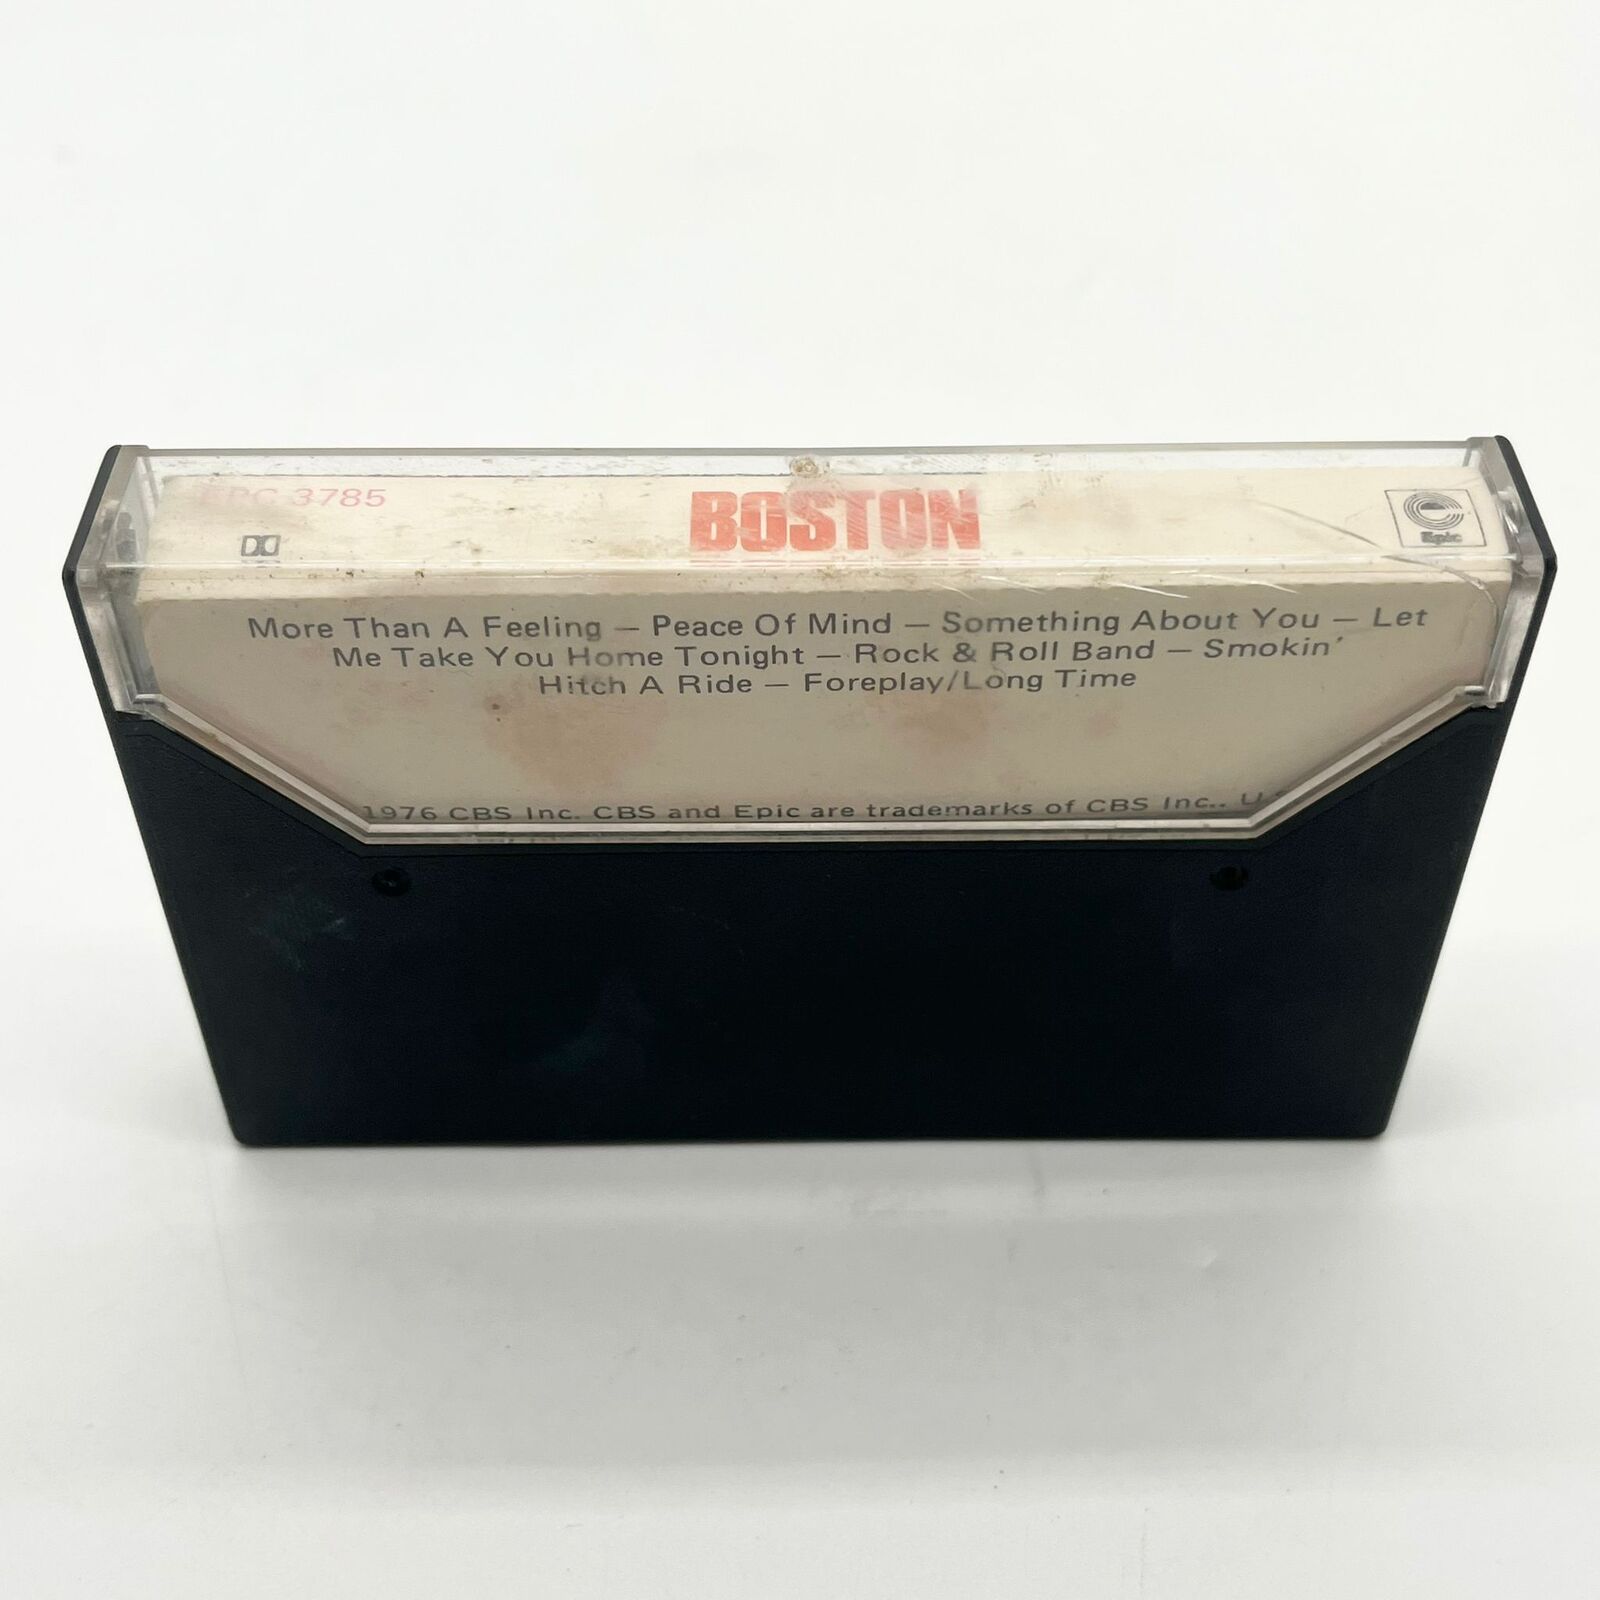 EPC 3785
BOSTON
Epic
More Than A Feeling — Peace Of Mind — Something About You — Let
Me Take You Home Tonight — Rock & Roll Band — Smokin'
Hitch A Ride — Foreplay/Long Time
1976 CBS Inc. CBS and Epic are trademarks of CBS Inc..